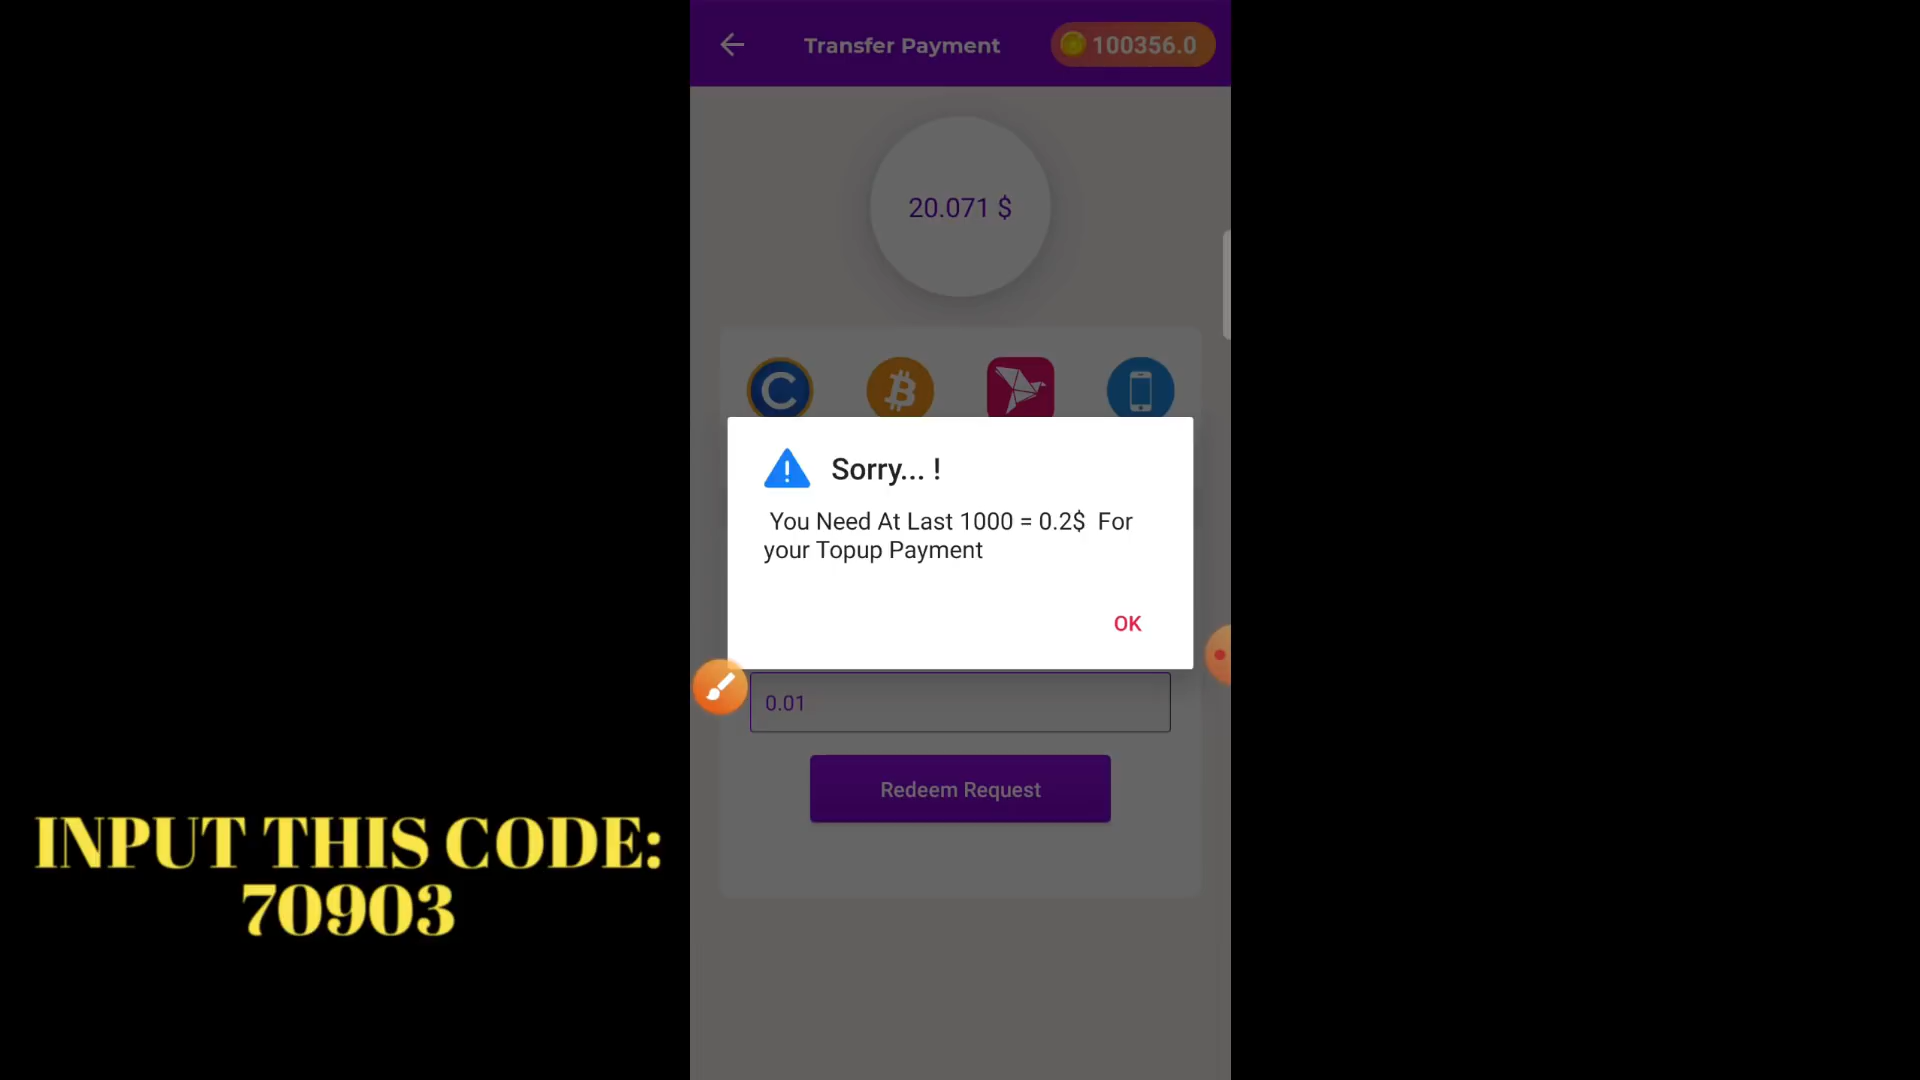 Transfer Payment
100356.0
20.071 $
Sorry... !
You Need At Last 1000 = 0.2$ For
your Topup Payment
OK
0.01
Redeem Request
INPUT THIS CODE:
70903